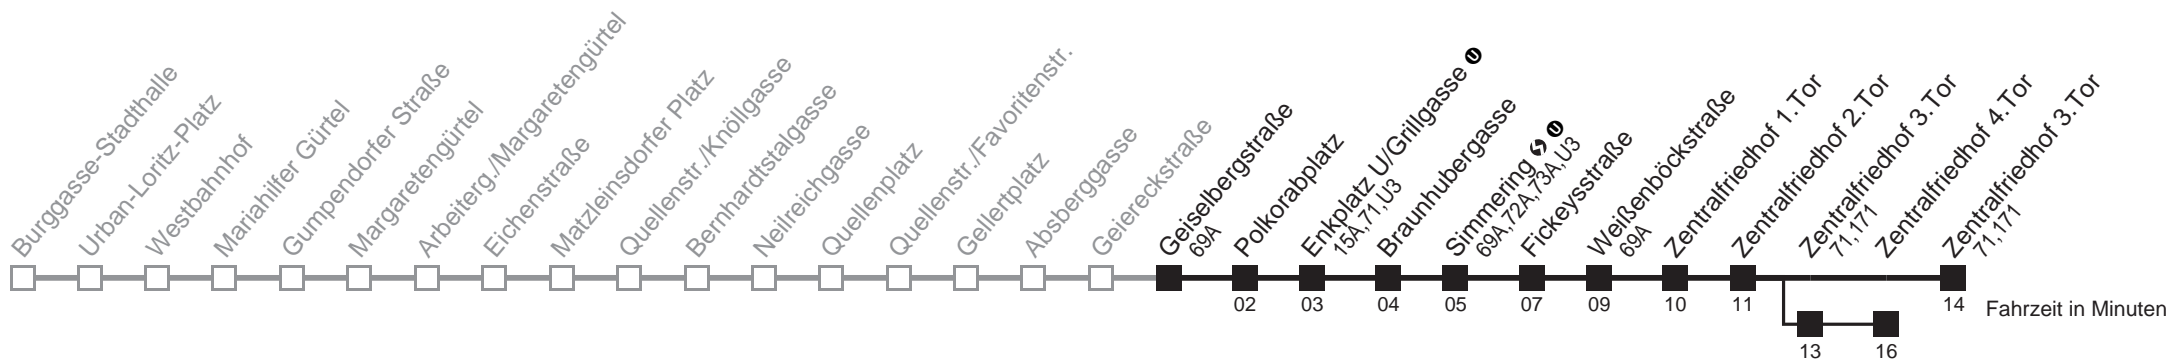 Burggasse-Stadthalle
Urban-Loritz-Platz
Westbahnhof
Mariahilfer Gürtel
Gumpendorfer Straße
Margaretengürtel
Arbeiterg./Margaretengürtel
Eichenstraße
Matzleinsdorfer Platz
Quellenstr./Knöllgasse
Bernhardtstalgasse
Neilreichgasse
Quellenplatz
Quellenstr./Favoritenstr.
Gellertplatz
Absberggasse
Geiereckstraße
Geiselbergstraße
69A
Polkorabplatz
Enkplatz U/Grillgasse U
15A,71,U3
Braunhubergasse
Simmering S U
69A,72A,73A,U3
Fickeysstraße
Weißenböckstraße
69A
Zentralfriedhof 1.Tor
Zentralfriedhof 2.Tor
Zentralfriedhof 3.Tor
71,171
Zentralfriedhof 4.Tor
Zentralfriedhof 3.Tor
71,171
02 03 04 05 07 09 10 11 14 Fahrzeit in Minuten
13 16